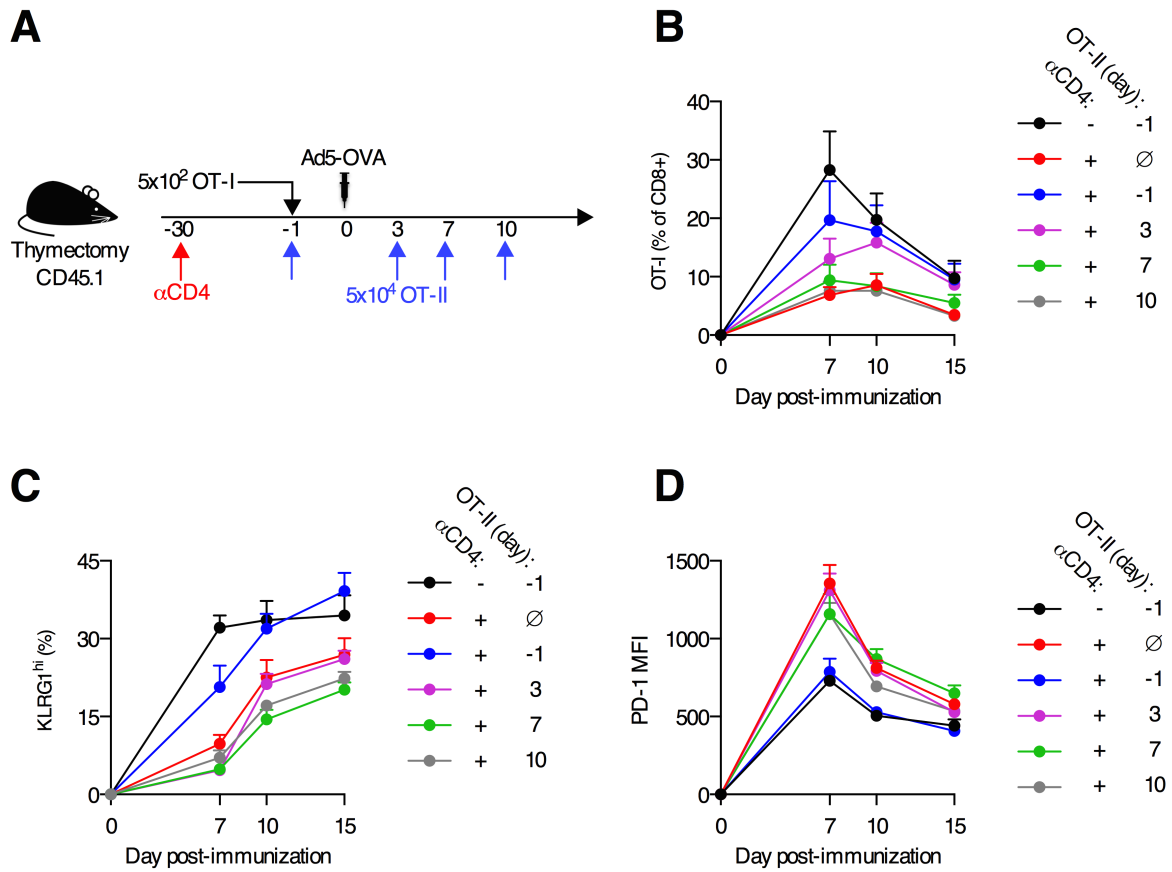 A
Ad5-OVA
5x10² OT-I
-30 -1 0 3 7 10
Thymectomy
CD45.1
αCD4
5x10⁴ OT-II
B
OT-II (day):
αCD4:
- -1
+ ∅
+ -1
+ 3
+ 7
+ 10
OT-I (% of CD8+)
40
30
20
10
0
0 7 10 15
Day post-immunization
C
OT-II (day):
αCD4:
- -1
+ ∅
+ -1
+ 3
+ 7
+ 10
KLRG1ʰⁱ (%)
45
30
15
0
0 7 10 15
Day post-immunization
D
OT-II (day):
αCD4:
- -1
+ ∅
+ -1
+ 3
+ 7
+ 10
PD-1 MFI
1500
1000
500
0
0 7 10 15
Day post-immunization